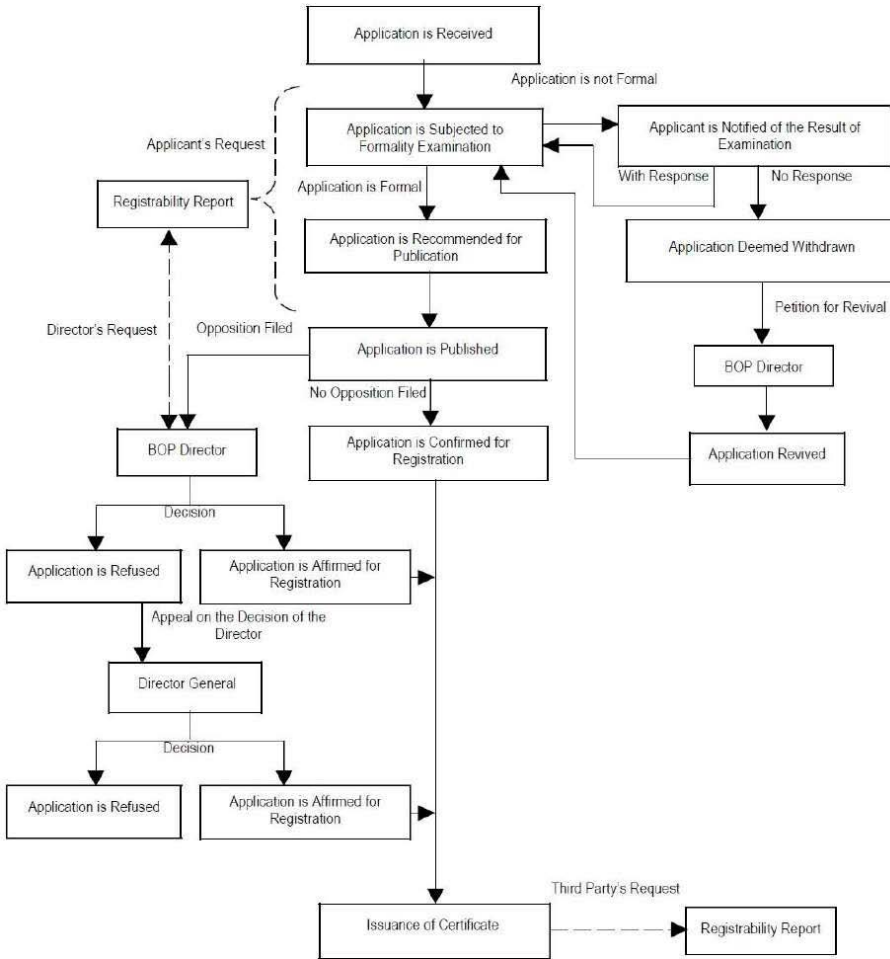 Application is Received
Application is not Formal
Application is Subjected to
Formality Examination
Applicant is Notified of the Result of
Examination
Applicant's Request
With Response
No Response
Registrability Report
Application is Formal
Application is Recommended for
Publication
Application Deemed Withdrawn
Petition for Revival
Director's Request
Opposition Filed
Application is Published
BOP Director
No Opposition Filed
BOP Director
Application is Confirmed for
Registration
Application Revived
Decision
Application is Refused
Application is Affirmed for
Registration
Appeal on the Decision of the
Director
Director General
Decision
Application is Refused
Application is Affirmed for
Registration
Third Party's Request
Issuance of Certificate
Registrability Report